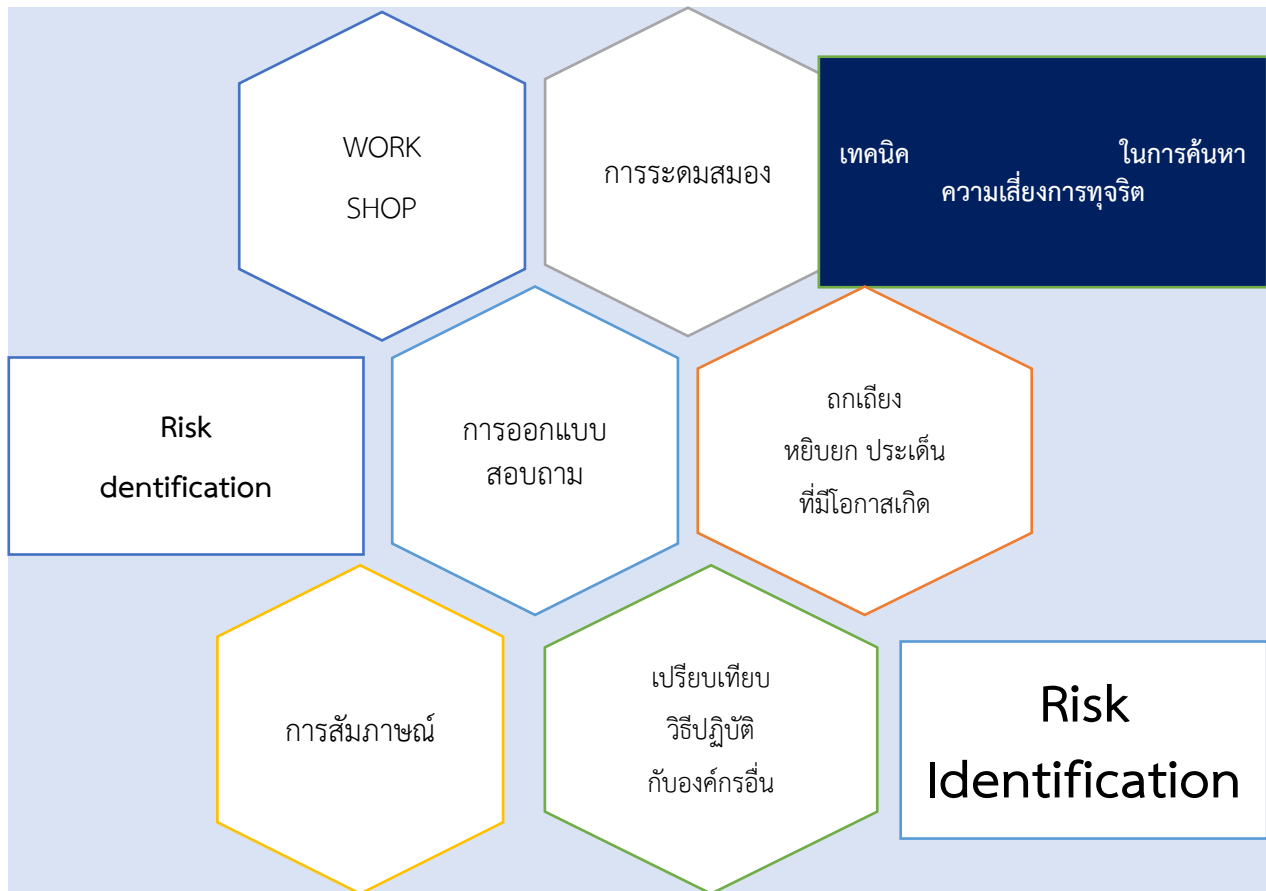 WORK
SHOP
การระดมสมอง
เทคนิค ในการค้นหา
ความเสี่ยงการทุจริต
Risk
dentification
การออกแบบ
สอบถาม
ถกเถียง
หยิบยก ประเด็น
ที่มีโอกาสเกิด
การสัมภาษณ์
เปรียบเทียบ
วิธีปฏิบัติ
กับองค์กรอื่น
Risk
Identification